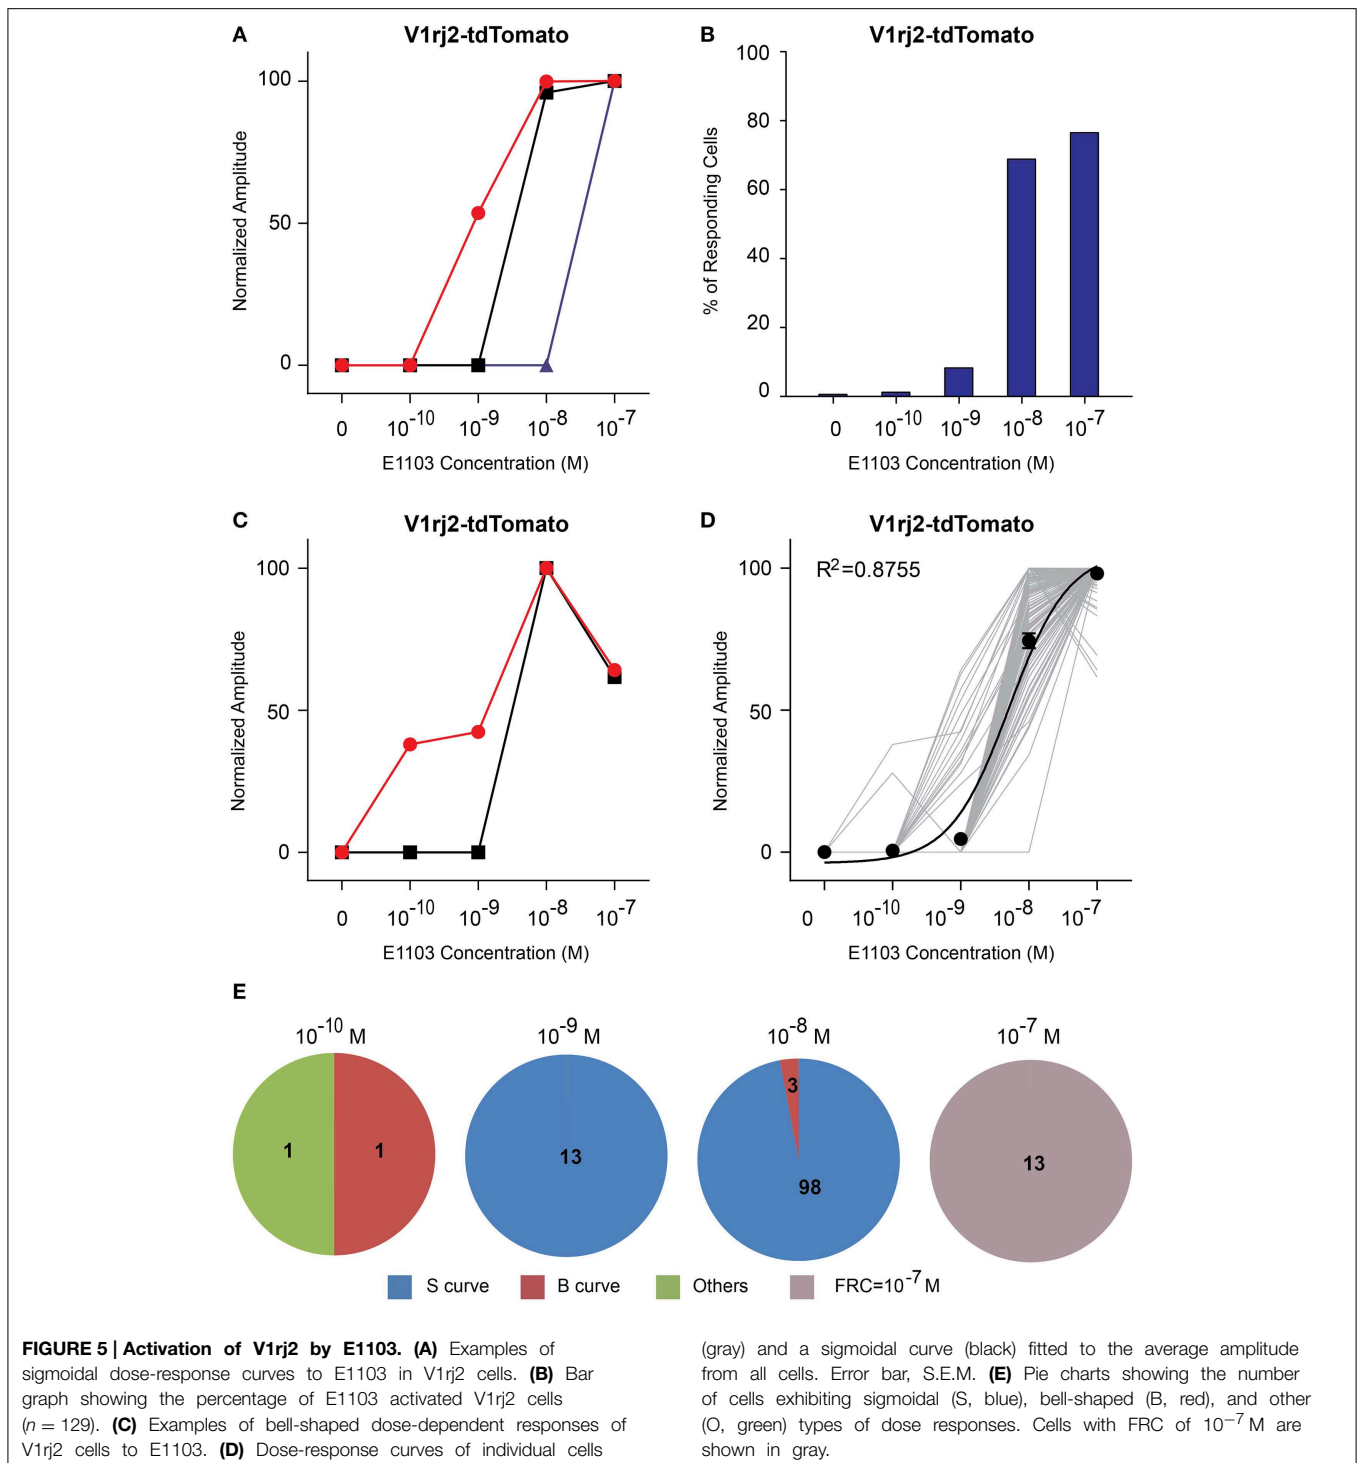 A
V1rj2-tdTomato
100
50
0
Normalized Amplitude
0 10-10 10-9 10-8 10-7
E1103 Concentration (M)
B
V1rj2-tdTomato
100
80
60
40
20
0
% of Responding Cells
0 10-10 10-9 10-8 10-7
E1103 Concentration (M)
C
V1rj2-tdTomato
100
50
0
Normalized Amplitude
0 10-10 10-9 10-8 10-7
E1103 Concentration (M)
D
V1rj2-tdTomato
R2=0.8755
100
50
0
Normalized Amplitude
0 10-10 10-9 10-8 10-7
E1103 Concentration (M)
E
10-10 M
1
1
10-9 M
13
10-8 M
3
98
10-7 M
13
S curve
B curve
Others
FRC=10-7 M
FIGURE 5 | Activation of V1rj2 by E1103. (A) Examples of
sigmoidal dose-response curves to E1103 in V1rj2 cells. (B) Bar
graph showing the percentage of E1103 activated V1rj2 cells
(n = 129). (C) Examples of bell-shaped dose-dependent responses of
V1rj2 cells to E1103. (D) Dose-response curves of individual cells
(gray) and a sigmoidal curve (black) fitted to the average amplitude
from all cells. Error bar, S.E.M. (E) Pie charts showing the number
of cells exhibiting sigmoidal (S, blue), bell-shaped (B, red), and other
(O, green) types of dose responses. Cells with FRC of 10−7 M are
shown in gray.